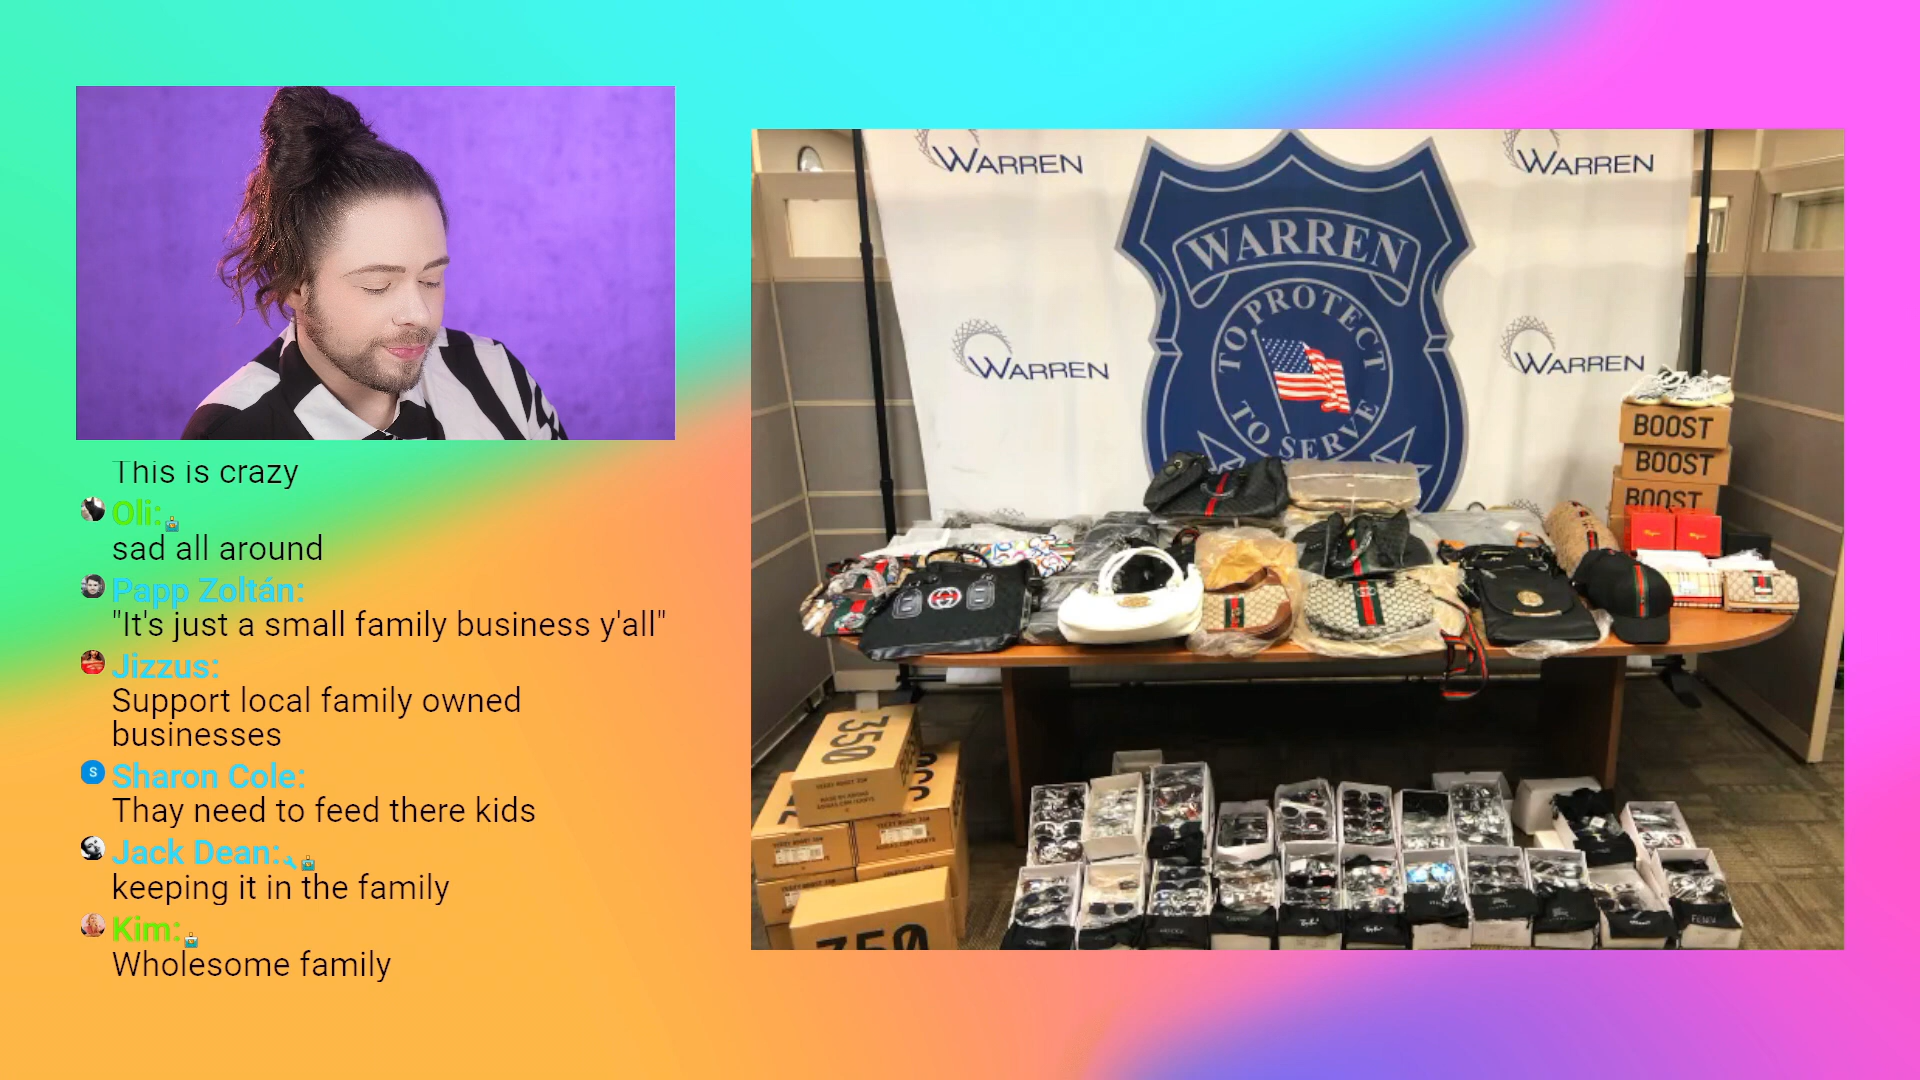 This is crazy
Oli:
sad all around
Papp Zoltán:
"It's just a small family business y'all"
Jizzus:
Support local family owned
businesses
S
Sharon Cole:
Thay need to feed there kids
Jack Dean:
keeping it in the family
Kim:
Wholesome family
WARREN
WARREN
WARREN
TO PROTECT
TO SERVE
WARREN
WARREN
BOOST
BOOST
BOOST
350
350
FENDI